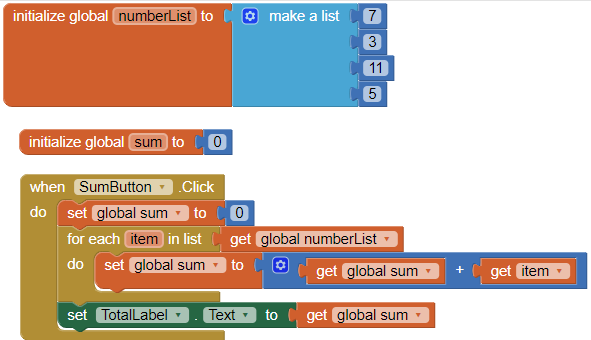 initialize global numberList to make a list 7
3
11
5
initialize global sum to 0
when SumButton .Click
do set global sum to 0
for each item in list get global numberList
do set global sum to get global sum + get item
set TotalLabel . Text to get global sum